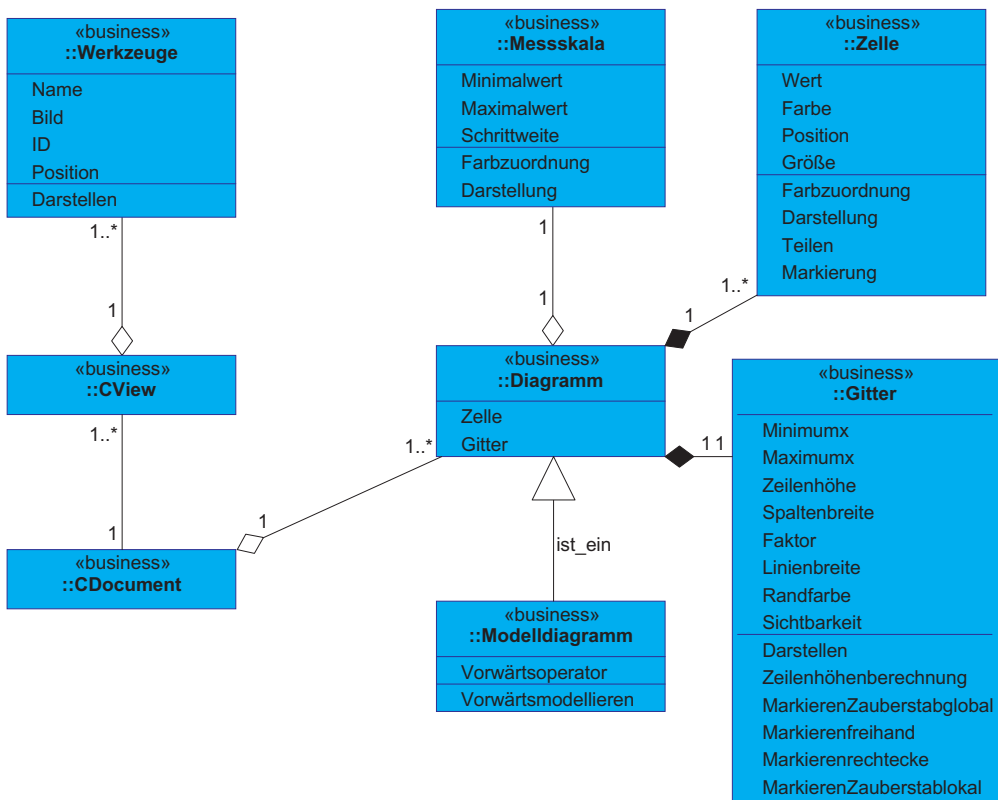 «business»
::Werkzeuge
Name
Bild
ID
Position
Darstellen
1..*
1
«business»
::CView
1..*
1
«business»
::CDocument
1
1..*
«business»
::Messskala
Minimalwert
Maximalwert
Schrittweite
Farbzuordnung
Darstellung
1
1
«business»
::Diagramm
Zelle
Gitter
ist_ein
«business»
::Modelldiagramm
Vorwärtsoperator
Vorwärtsmodellieren
«business»
::Zelle
Wert
Farbe
Position
Größe
Farbzuordnung
Darstellung
Teilen
Markierung
1..*
1
1 1
«business»
::Gitter
Minimumx
Maximumx
Zeilenhöhe
Spaltenbreite
Faktor
Linienbreite
Randfarbe
Sichtbarkeit
Darstellen
Zeilenhöhenberechnung
MarkierenZauberstabglobal
Markierenfreihand
Markierenrechtecke
MarkierenZauberstablokal